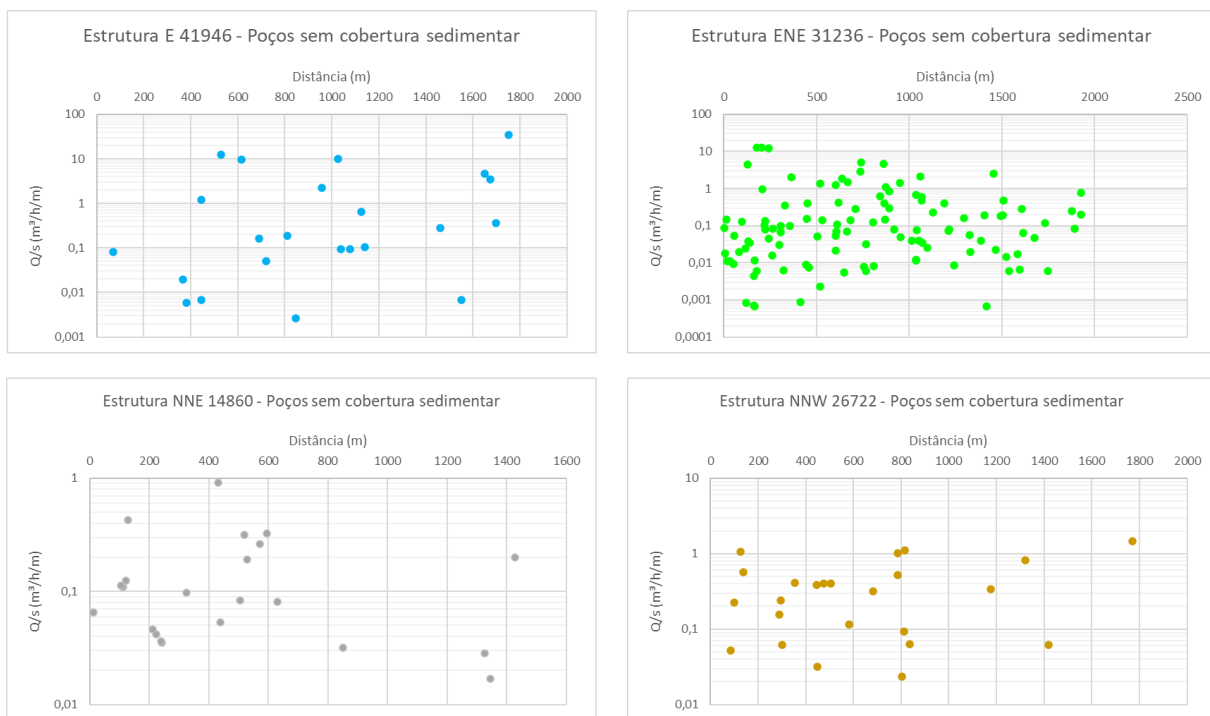 Estrutura E 41946 - Poços sem cobertura sedimentar
Distância (m)
0 200 400 600 800 1000 1200 1400 1600 1800 2000
100
10
1
0,1
0,01
0,001
Q/s (m³/h/m)
Estrutura ENE 31236 - Poços sem cobertura sedimentar
Distância (m)
0 500 1000 1500 2000 2500
100
10
1
0,1
0,01
0,001
0,0001
Q/s (m³/h/m)
Estrutura NNE 14860 - Poços sem cobertura sedimentar
Distância (m)
0 200 400 600 800 1000 1200 1400 1600
1
0,1
0,01
Q/s (m³/h/m)
Estrutura NNW 26722 - Poços sem cobertura sedimentar
Distância (m)
0 200 400 600 800 1000 1200 1400 1600 1800 2000
10
1
0,1
0,01
Q/s (m³/h/m)